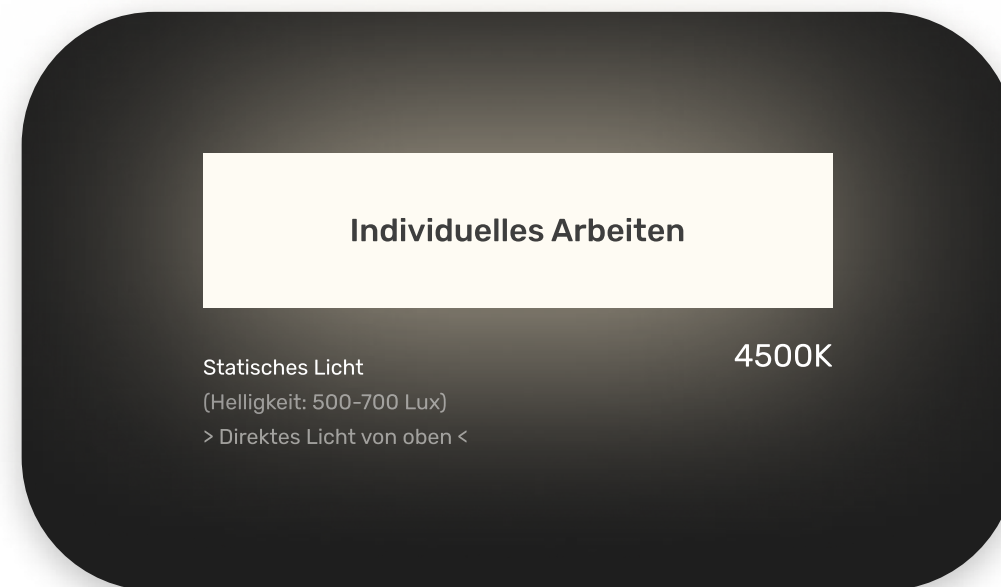 Individuelles Arbeiten
Statisches Licht
4500K
(Helligkeit: 500-700 Lux)
> Direktes Licht von oben <